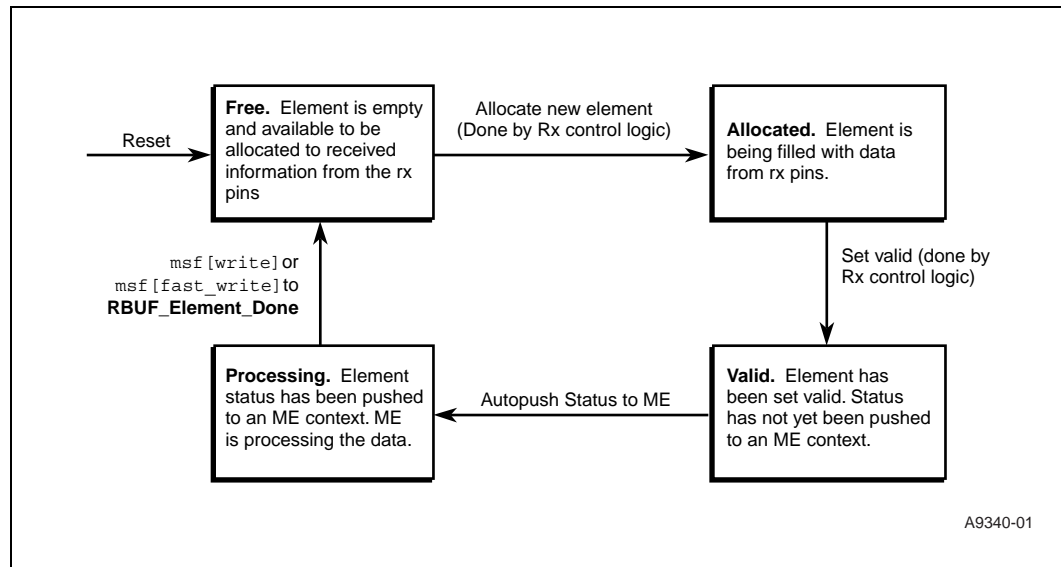 Reset
Free. Element is empty
and available to be
allocated to received
information from the rx
pins
Allocate new element
(Done by Rx control logic)
Allocated. Element is
being filled with data
from rx pins.
Set valid (done by
Rx control logic)
msf[write] or
msf[fast_write] to
RBUF_Element_Done
Processing. Element
status has been pushed
to an ME context. ME
is processing the data.
Autopush Status to ME
Valid. Element has
been set valid. Status
has not yet been pushed
to an ME context.
A9340-01